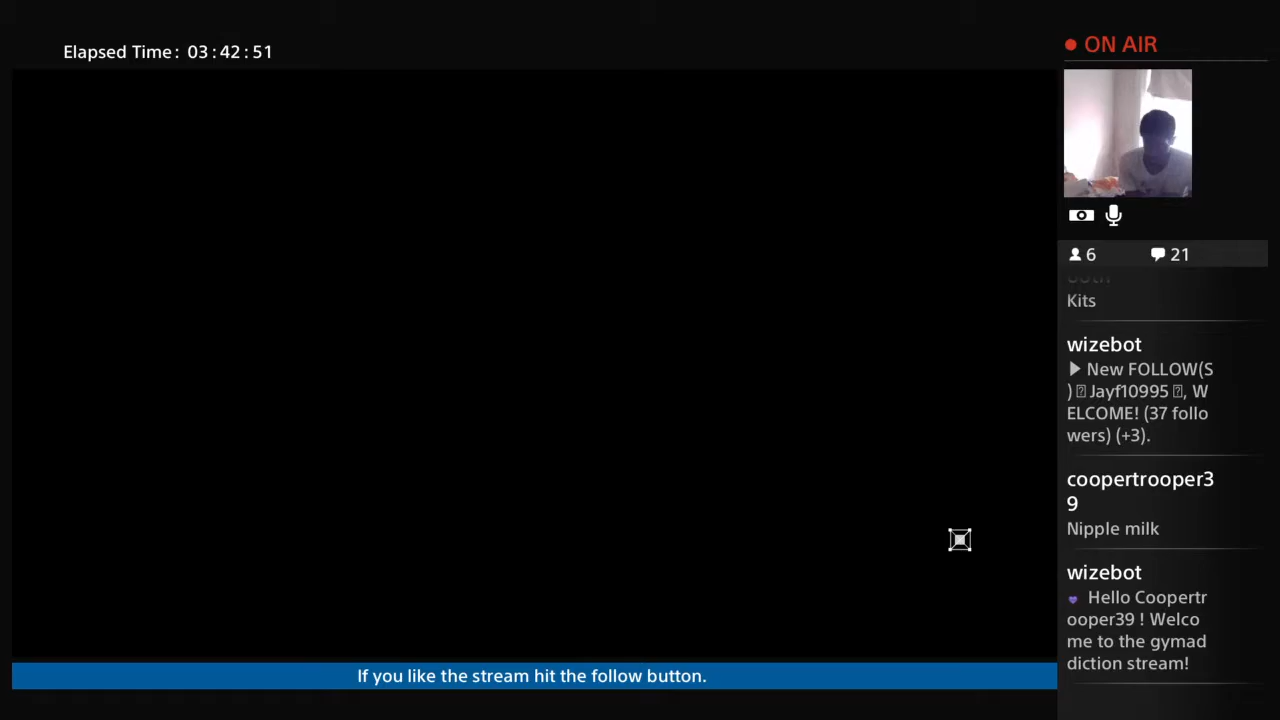 Elapsed Time: 03:42:51
ON AIR
6
21
Kits
wizebot
▶ New FOLLOW(S
) Jayf10995 , W
ELCOME! (37 follo
wers) (+3).
coopertrooper3
9
Nipple milk
wizebot
Hello Coopertr
ooper39 ! Welco
me to the gymad
diction stream!
If you like the stream hit the follow button.